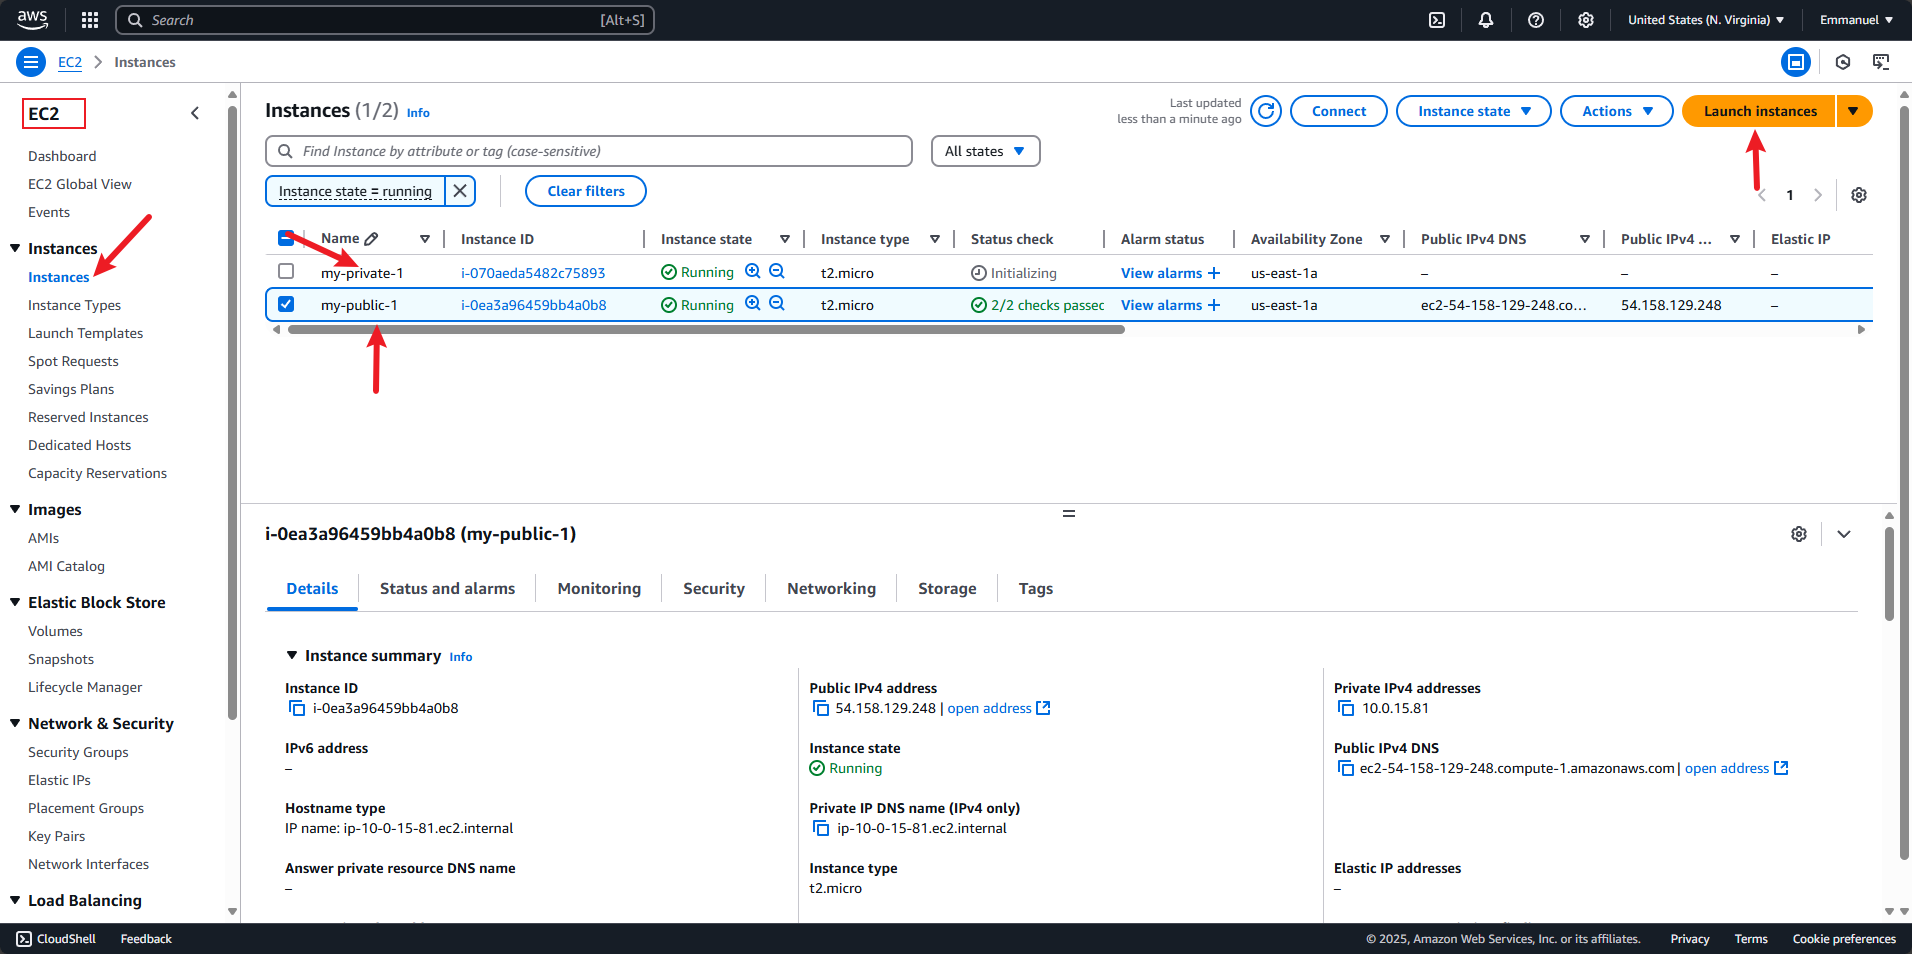 aws Search [Alt+S] United States (N. Virginia) Emmanuel
EC2 Instances
EC2
Dashboard
EC2 Global View
Events
Instances
Instances
Instance Types
Launch Templates
Spot Requests
Savings Plans
Reserved Instances
Dedicated Hosts
Capacity Reservations
Images
AMIs
AMI Catalog
Elastic Block Store
Volumes
Snapshots
Lifecycle Manager
Network & Security
Security Groups
Elastic IPs
Placement Groups
Key Pairs
Network Interfaces
Load Balancing
Instances (1/2) Info
Last updated
less than a minute ago
Connect Instance state Actions Launch instances
Find Instance by attribute or tag (case-sensitive) All states
Instance state = running Clear filters
1
Name Instance ID Instance state Instance type Status check Alarm status Availability Zone Public IPv4 DNS Public IPv4 ... Elastic IP
my-private-1 i-070aeda5482c75893 Running t2.micro Initializing View alarms + us-east-1a – – –
my-public-1 i-0ea3a96459bb4a0b8 Running t2.micro 2/2 checks passec View alarms + us-east-1a ec2-54-158-129-248.co... 54.158.129.248 –
i-0ea3a96459bb4a0b8 (my-public-1)
Details Status and alarms Monitoring Security Networking Storage Tags
Instance summary Info
Instance ID
i-0ea3a96459bb4a0b8
Public IPv4 address
54.158.129.248 | open address
Private IPv4 addresses
10.0.15.81
IPv6 address
–
Instance state
Running
Public IPv4 DNS
ec2-54-158-129-248.compute-1.amazonaws.com | open address
Hostname type
IP name: ip-10-0-15-81.ec2.internal
Private IP DNS name (IPv4 only)
ip-10-0-15-81.ec2.internal
Answer private resource DNS name
–
Instance type
t2.micro
Elastic IP addresses
–
CloudShell Feedback © 2025, Amazon Web Services, Inc. or its affiliates. Privacy Terms Cookie preferences